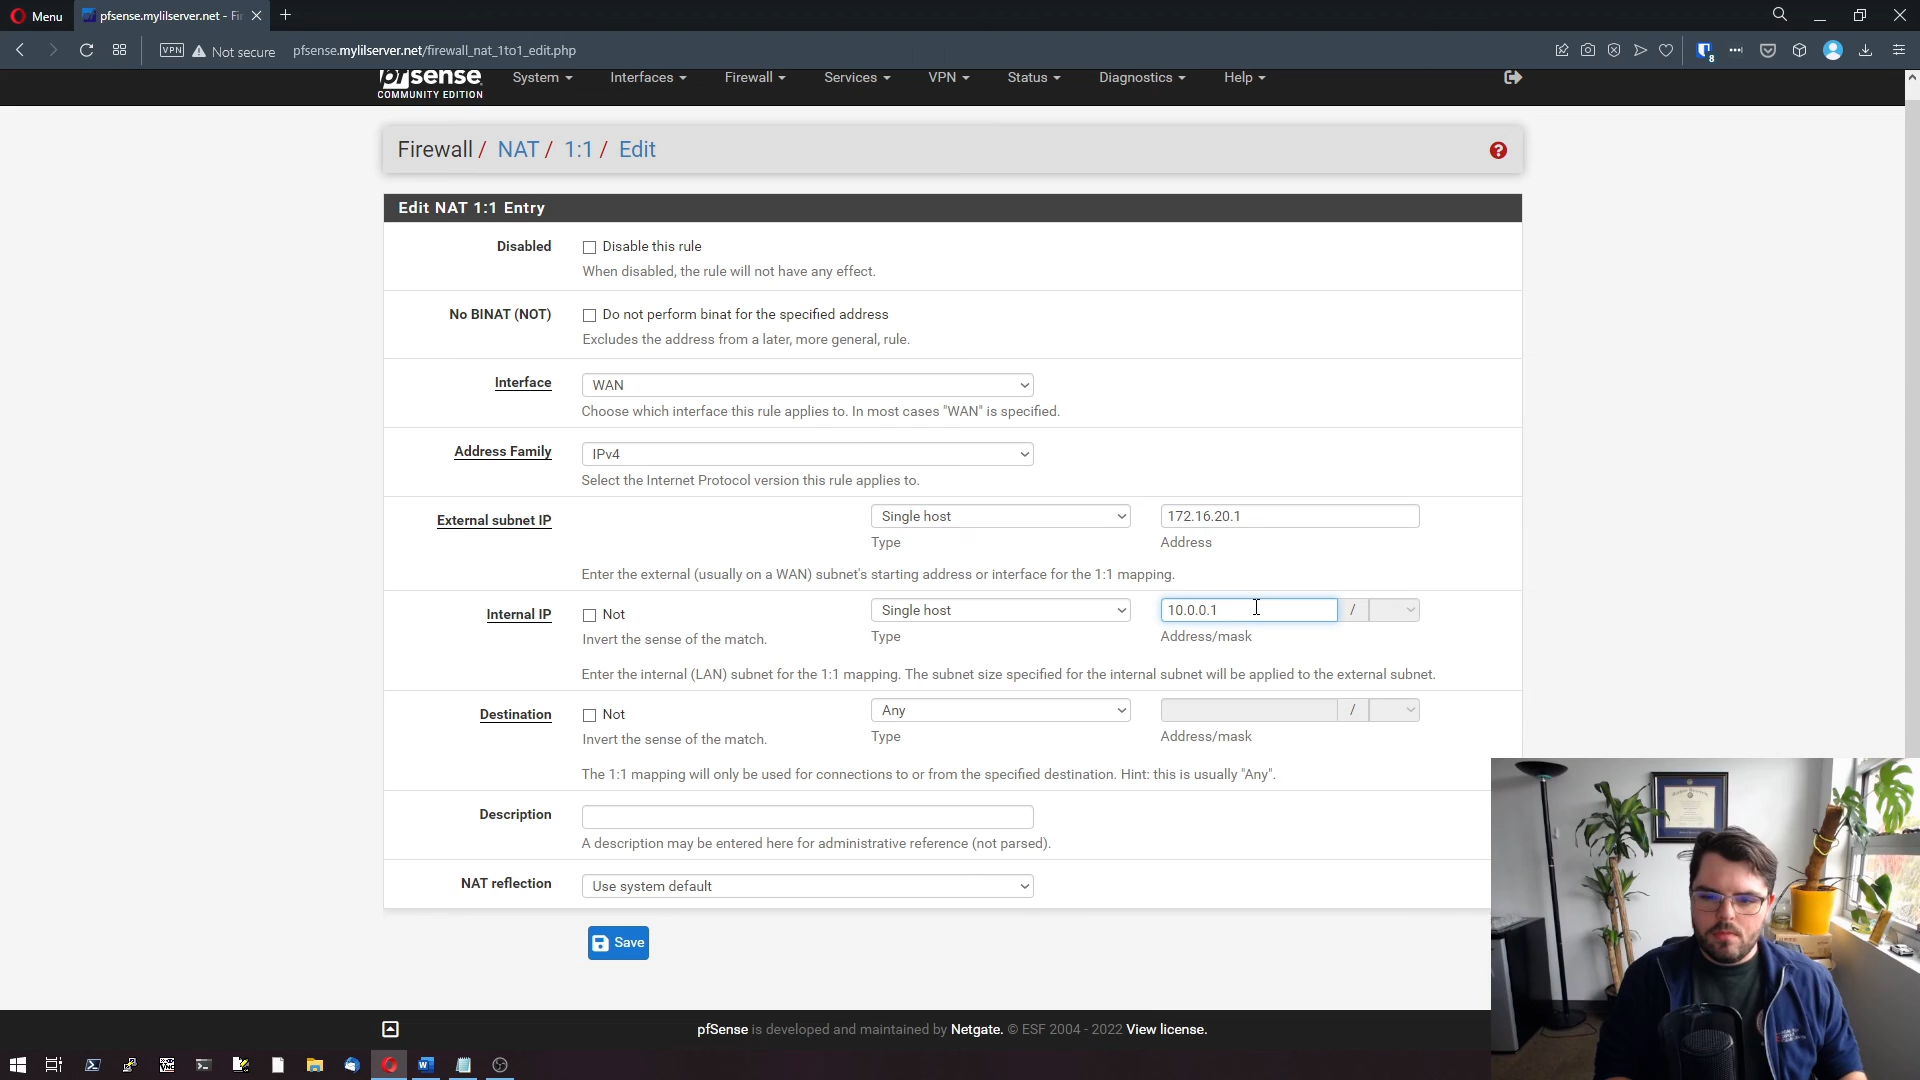 Menu
pfsense.mylilserver.net - Fi
VPN
Not secure
pfsense.mylilserver.net/firewall_nat_1to1_edit.php
8
pfsense
COMMUNITY EDITION
System
Interfaces
Firewall
Services
VPN
Status
Diagnostics
Help
Firewall / NAT / 1:1 / Edit
?
Edit NAT 1:1 Entry
Disabled
Disable this rule
When disabled, the rule will not have any effect.
No BINAT (NOT)
Do not perform binat for the specified address
Excludes the address from a later, more general, rule.
Interface
WAN
Choose which interface this rule applies to. In most cases "WAN" is specified.
Address Family
IPv4
Select the Internet Protocol version this rule applies to.
External subnet IP
Single host
172.16.20.1
Type
Address
Enter the external (usually on a WAN) subnet's starting address or interface for the 1:1 mapping.
Internal IP
Not
Single host
10.0.0.1
/
Invert the sense of the match.
Type
Address/mask
Enter the internal (LAN) subnet for the 1:1 mapping. The subnet size specified for the internal subnet will be applied to the external subnet.
Destination
Not
Any
/
Invert the sense of the match.
Type
Address/mask
The 1:1 mapping will only be used for connections to or from the specified destination. Hint: this is usually "Any".
Description
A description may be entered here for administrative reference (not parsed).
NAT reflection
Use system default
Save
pfSense is developed and maintained by Netgate. © ESF 2004 - 2022 View license.